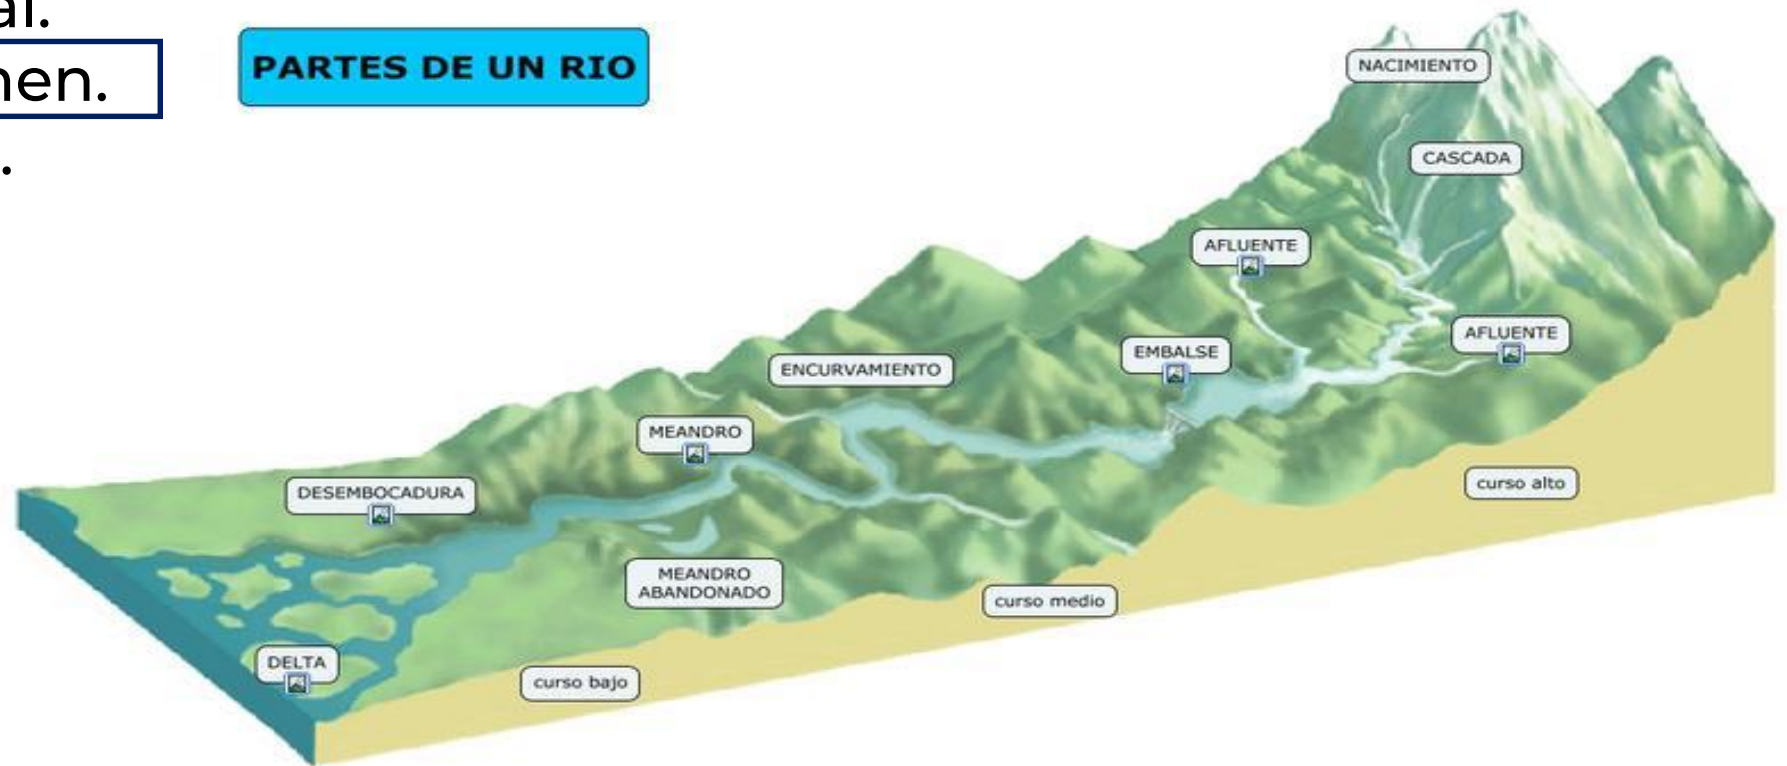 al.
men.
.
PARTES DE UN RIO
NACIMIENTO
CASCADA
AFLUENTE
AFLUENTE
EMBALSE
ENCURVAMIENTO
MEANDRO
DESEMBOCADURA
MEANDRO
ABANDONADO
DELTA
curso alto
curso medio
curso bajo